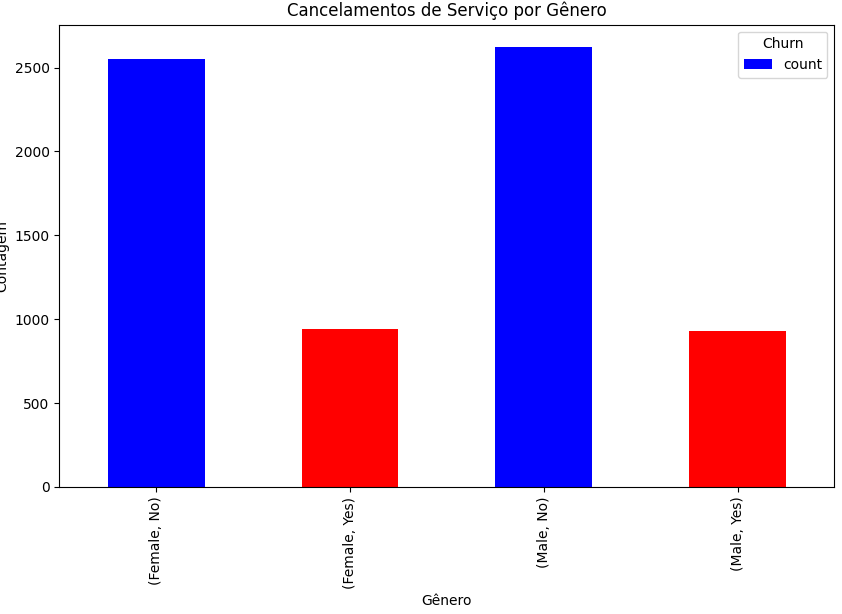 Cancelamentos de Serviço por Gênero
Churn
count
Contagem
2500
2000
1500
1000
500
0
(Female, No)
(Female, Yes)
(Male, No)
(Male, Yes)
Gênero